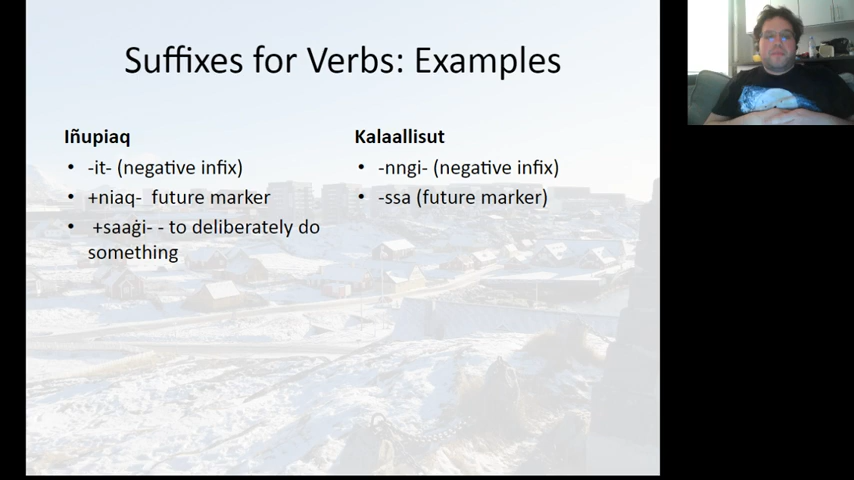 Suffixes for Verbs: Examples
Iñupiaq
• -it- (negative infix)
• +niaq-  future marker
• +saaġi- - to deliberately do
something
Kalaallisut
• -nngi- (negative infix)
• -ssa (future marker)